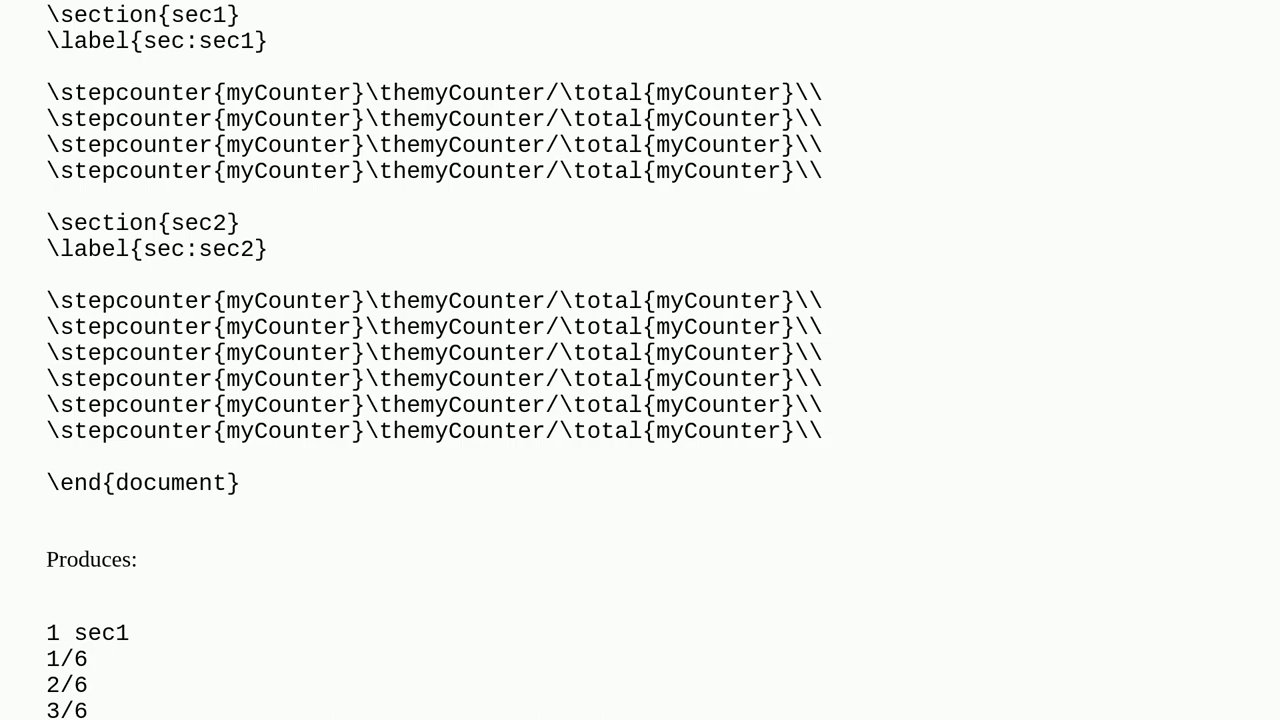 \section{sec1}
\label{sec:sec1}
\stepcounter{myCounter}\themyCounter/\total{myCounter}\\
\stepcounter{myCounter}\themyCounter/\total{myCounter}\\
\stepcounter{myCounter}\themyCounter/\total{myCounter}\\
\stepcounter{myCounter}\themyCounter/\total{myCounter}\\
\section{sec2}
\label{sec:sec2}
\stepcounter{myCounter}\themyCounter/\total{myCounter}\\
\stepcounter{myCounter}\themyCounter/\total{myCounter}\\
\stepcounter{myCounter}\themyCounter/\total{myCounter}\\
\stepcounter{myCounter}\themyCounter/\total{myCounter}\\
\stepcounter{myCounter}\themyCounter/\total{myCounter}\\
\stepcounter{myCounter}\themyCounter/\total{myCounter}\\
\end{document}
Produces:
1 sec1
1/6
2/6
3/6